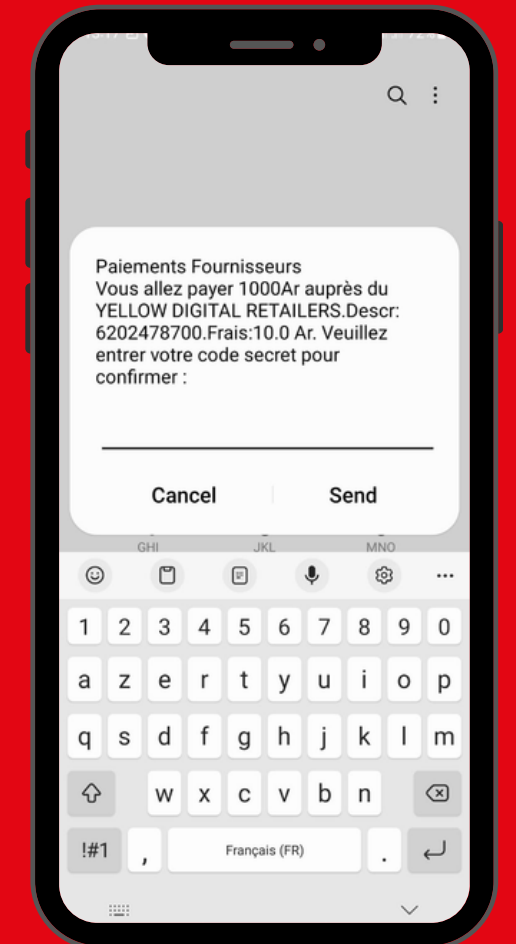 Paiements Fournisseurs
Vous allez payer 1000Ar auprès du
YELLOW DIGITAL RETAILERS.Descr:
6202478700.Frais:10.0 Ar. Veuillez
entrer votre code secret pour
confirmer :
Cancel Send
GHI JKL MNO
1 2 3 4 5 6 7 8 9 0
a z e r t y u i o p
q s d f g h j k l m
w x c v b n
!#1 , Français (FR) .